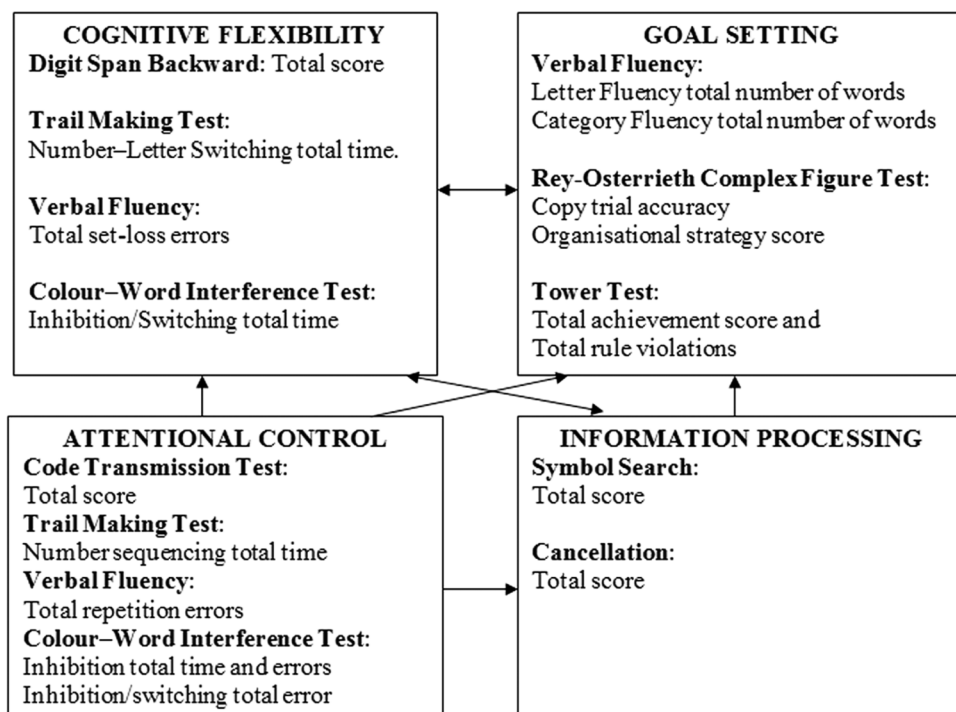 COGNITIVE FLEXIBILITY
Digit Span Backward: Total score
Trail Making Test:
Number–Letter Switching total time.
Verbal Fluency:
Total set-loss errors
Colour–Word Interference Test:
Inhibition/Switching total time
GOAL SETTING
Verbal Fluency:
Letter Fluency total number of words
Category Fluency total number of words
Rey-Osterrieth Complex Figure Test:
Copy trial accuracy
Organisational strategy score
Tower Test:
Total achievement score and
Total rule violations
ATTENTIONAL CONTROL
Code Transmission Test:
Total score
Trail Making Test:
Number sequencing total time
Verbal Fluency:
Total repetition errors
Colour–Word Interference Test:
Inhibition total time and errors
Inhibition/switching total error
INFORMATION PROCESSING
Symbol Search:
Total score
Cancellation:
Total score